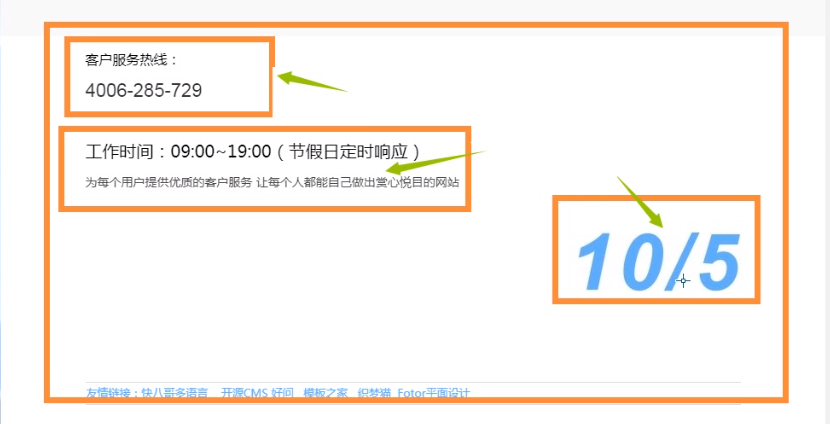 客户服务热线：
4006-285-729
工作时间：09:00~19:00（节假日定时响应）
为每个用户提供优质的客户服务 让每个人都能自己做出赏心悦目的网站
10/5
友情链接：快八哥多语言 开源CMS 好问 模板之家 织梦猫 Fotor平面设计